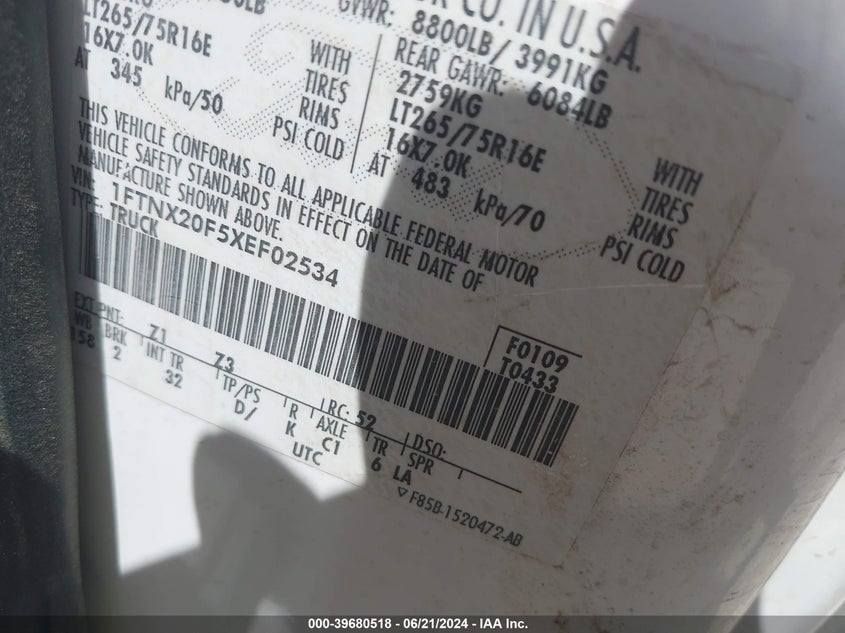 CO. IN U.S.A.
GVWR: 8800LB/ 3991KG
LT265/75R16E WITH TIRES
16X7.0K RIMS
AT 345 kPa/50 PSI COLD
REAR GAWR: 6084LB
2759KG WITH
LT265/75R16E TIRES
16X7.0K RIMS
AT 483 kPa/70 PSI COLD
THIS VEHICLE CONFORMS TO ALL APPLICABLE FEDERAL MOTOR
VEHICLE SAFETY STANDARDS IN EFFECT ON THE DATE OF
MANUFACTURE SHOWN ABOVE.
VIN: 1FTNX20F5XEF02534
TYPE: TRUCK
F0109
T0433
EXT PNT: Z1 Z3 RC: 52 DSO:
WB BRK INT TR TP/PS R AXLE TR SPR
158 2 32 D/ K C1 6 LA
UTC
▽F85B-1520472-AB
000-39680518 - 06/21/2024 - IAA Inc.